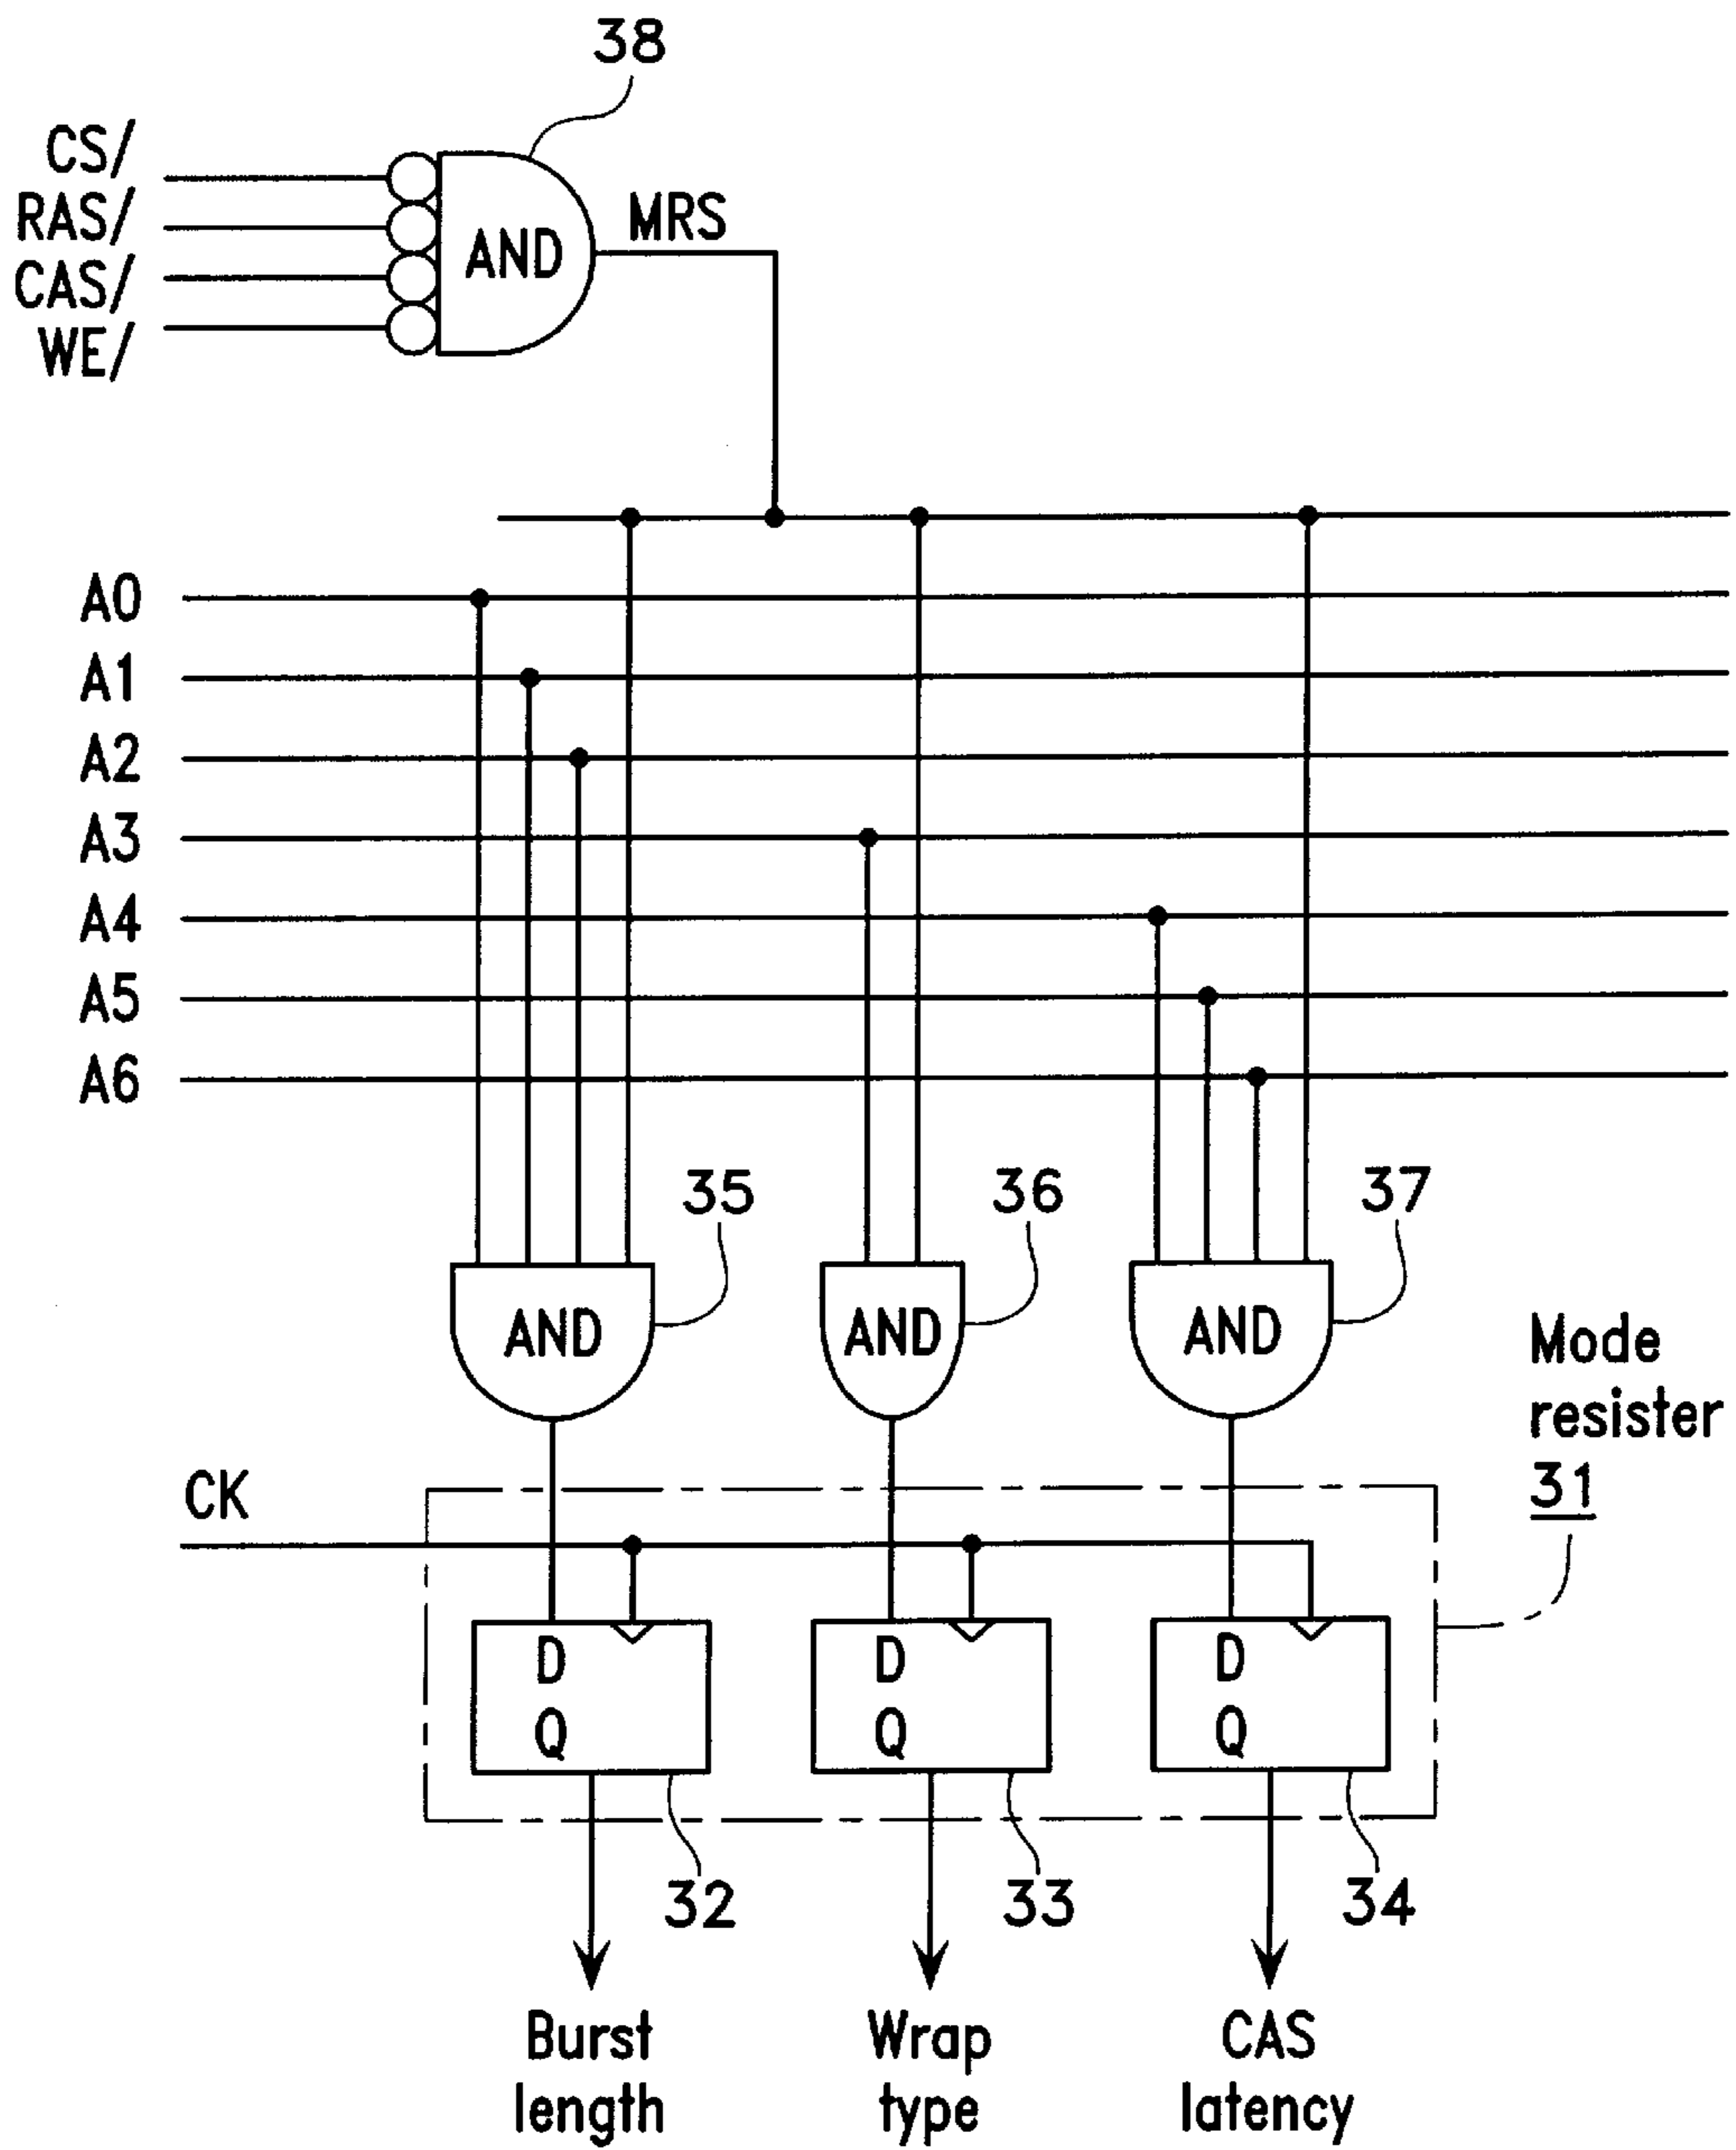 38
CS/
RAS/
CAS/
WE/
AND
MRS
A0
A1
A2
A3
A4
A5
A6
35
36
37
AND
AND
AND
Mode
resister
31
CK
D
Q
D
Q
D
Q
32
33
34
Burst
length
Wrap
type
CAS
latency